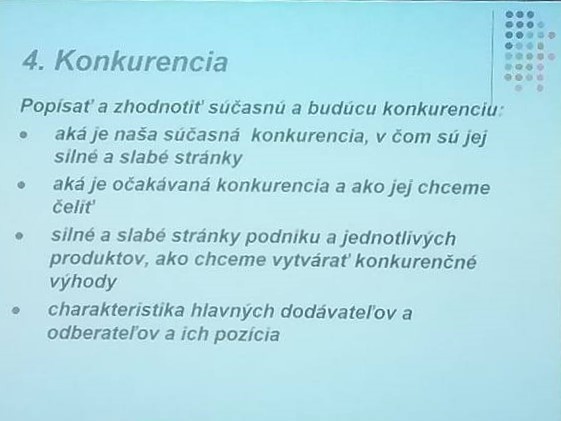 4. Konkurencia
Popísať a zhodnotiť súčasnú a budúcu konkurenciu:
aká je naša súčasná konkurencia, v čom sú jej
silné a slabé stránky
aká je očakávaná konkurencia a ako jej chceme
čeliť
silné a slabé stránky podniku a jednotlivých
produktov, ako chceme vytvárať konkurenčné
výhody
charakteristika hlavných dodávateľov a
odberateľov a ich pozícia